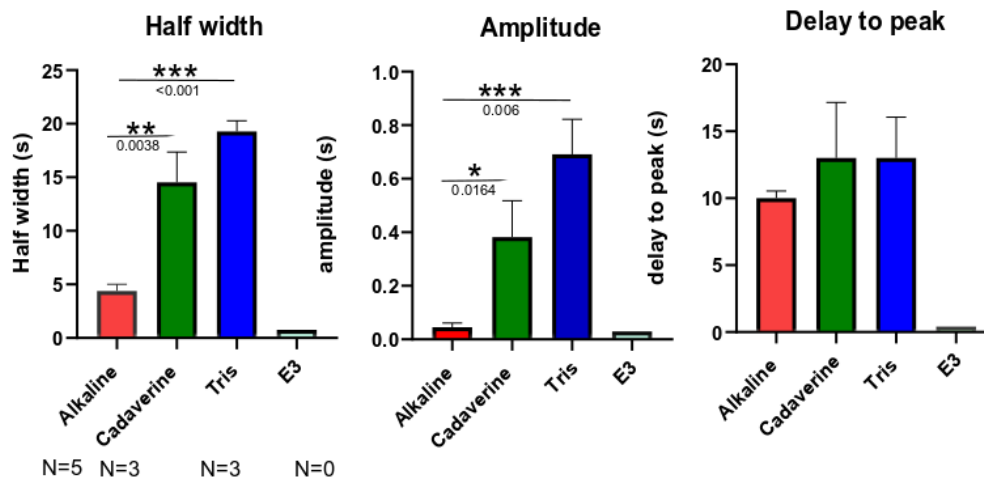 Half width
Half width (s)
25
20
15
10
5
0
***
<0.001
**
0.0038
Alkaline
Cadaverine
Tris
E3
N=5 N=3 N=3 N=0
Amplitude
amplitude (s)
1.0
0.8
0.6
0.4
0.2
0.0
***
0.006
*
0.0164
Alkaline
Cadaverine
Tris
E3
Delay to peak
delay to peak (s)
20
15
10
5
0
Alkaline
Cadaverine
Tris
E3